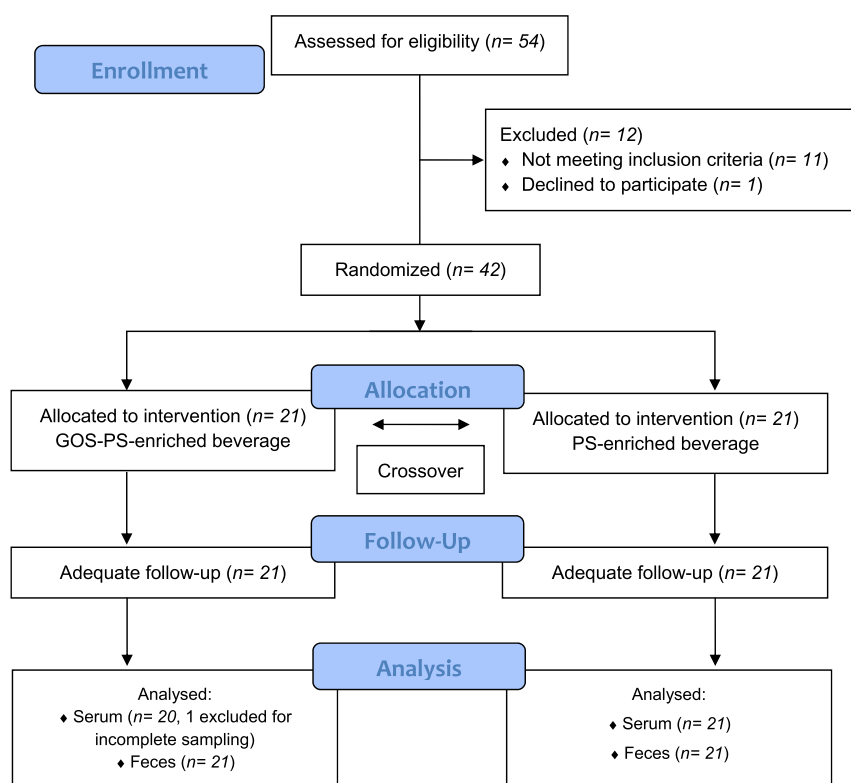 Assessed for eligibility (n= 54)
Enrollment
Excluded (n= 12)
♦ Not meeting inclusion criteria (n= 11)
♦ Declined to participate (n= 1)
Randomized (n= 42)
Allocation
Allocated to intervention (n= 21)
GOS-PS-enriched beverage
Allocated to intervention (n= 21)
PS-enriched beverage
Crossover
Follow-Up
Adequate follow-up (n= 21)
Adequate follow-up (n= 21)
Analysis
Analysed:
♦ Serum (n= 20, 1 excluded for
incomplete sampling)
♦ Feces (n= 21)
Analysed:
♦ Serum (n= 21)
♦ Feces (n= 21)